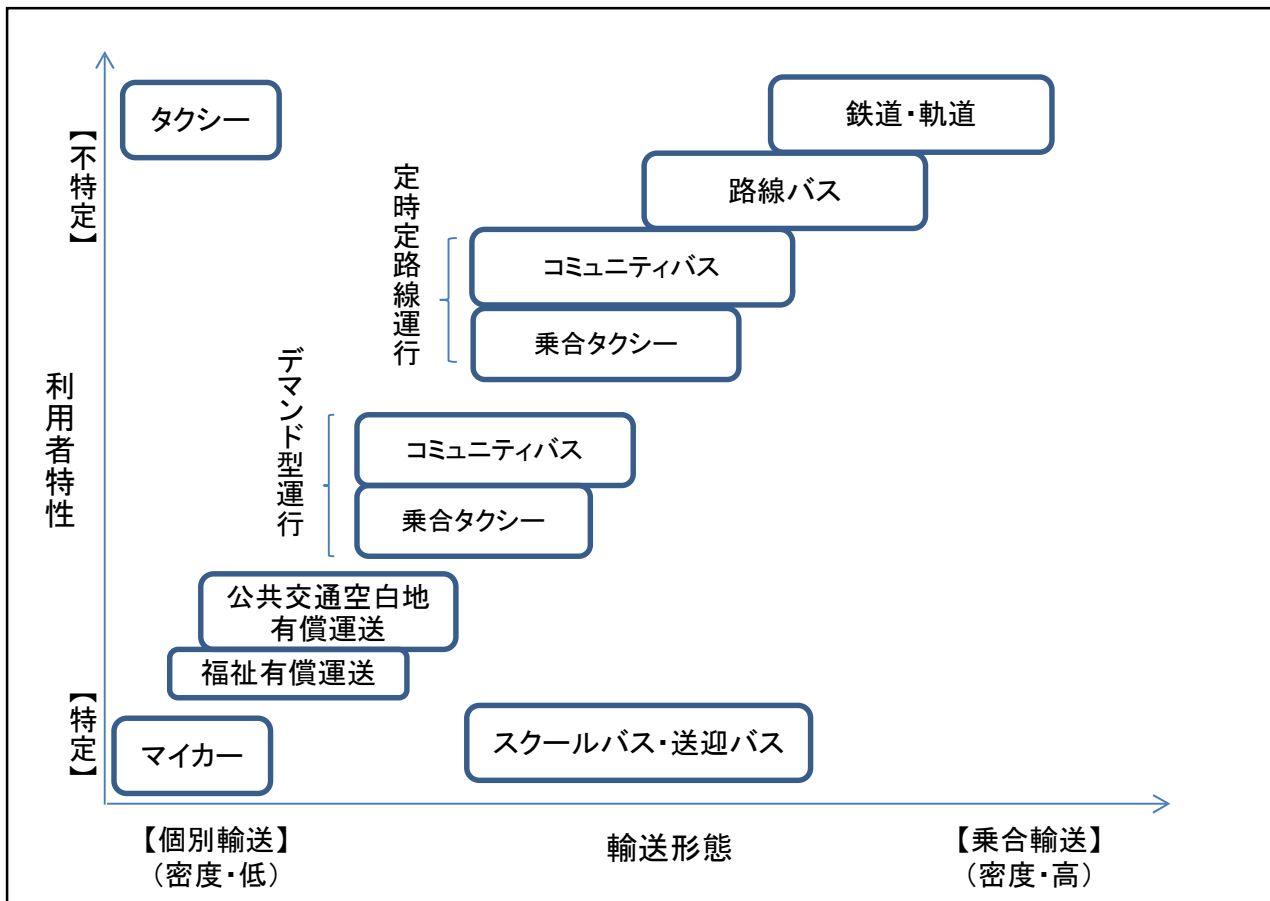 タクシー
鉄道・軌道
【不特定】
路線バス
定時定路線運行
コミュニティバス
乗合タクシー
デマンド型運行
利用者特性
コミュニティバス
乗合タクシー
公共交通空白地
有償運送
福祉有償運送
【特定】
マイカー
スクールバス・送迎バス
【個別輸送】
（密度・低）
輸送形態
【乗合輸送】
（密度・高）